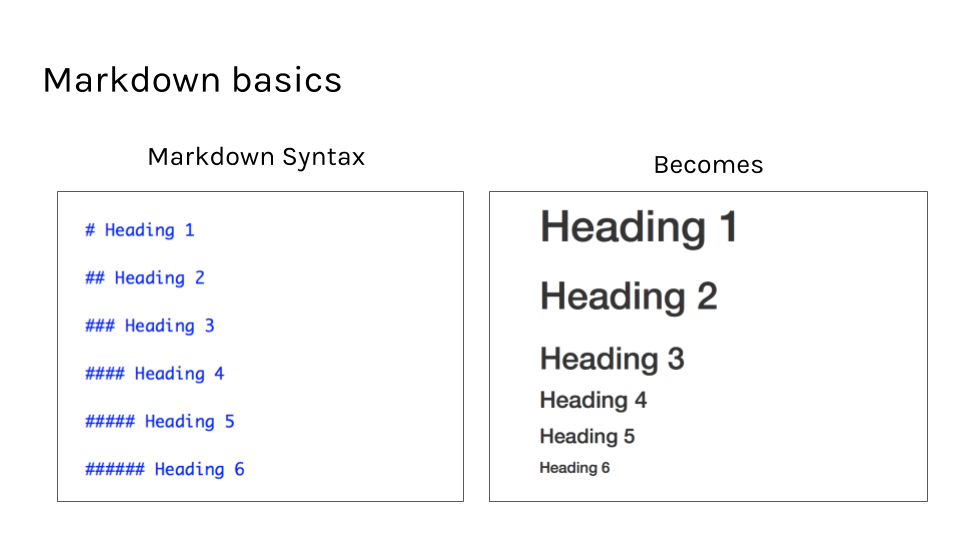 Markdown basics
Markdown Syntax
# Heading 1
## Heading 2
### Heading 3
#### Heading 4
##### Heading 5
###### Heading 6
Becomes
Heading 1
Heading 2
Heading 3
Heading 4
Heading 5
Heading 6